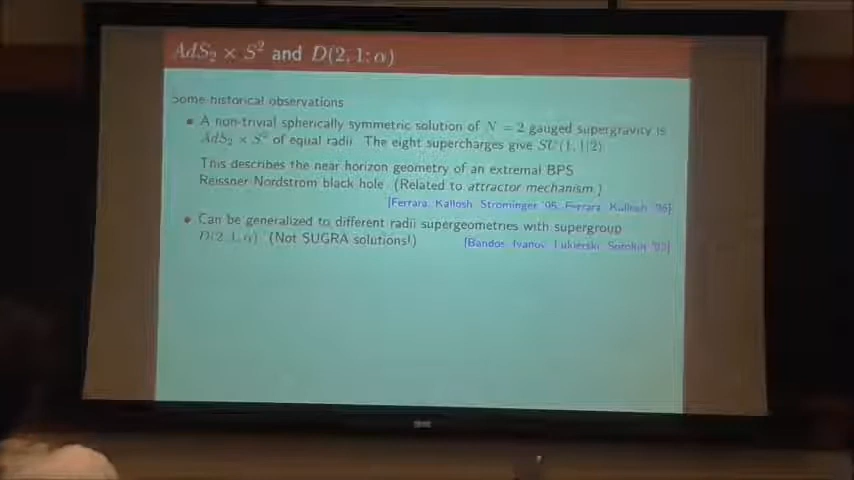 AdS₂ × S² and D(2, 1; α)
Some historical observations
A non-trivial spherically symmetric solution of N = 2 gauged supergravity is
AdS₂ × S² of equal radii. The eight supercharges give SU(1, 1|2)
This describes the near horizon geometry of an extremal BPS
Reissner Nordstrom black hole. (Related to attractor mechanism.)
[Ferrara, Kallosh, Strominger '95, Ferrara, Kallosh '96]
Can be generalized to different radii supergeometries with supergroup
D(2, 1, α). (Not SUGRA solutions!) [Bandos, Ivanov, Lukierski, Sorokin